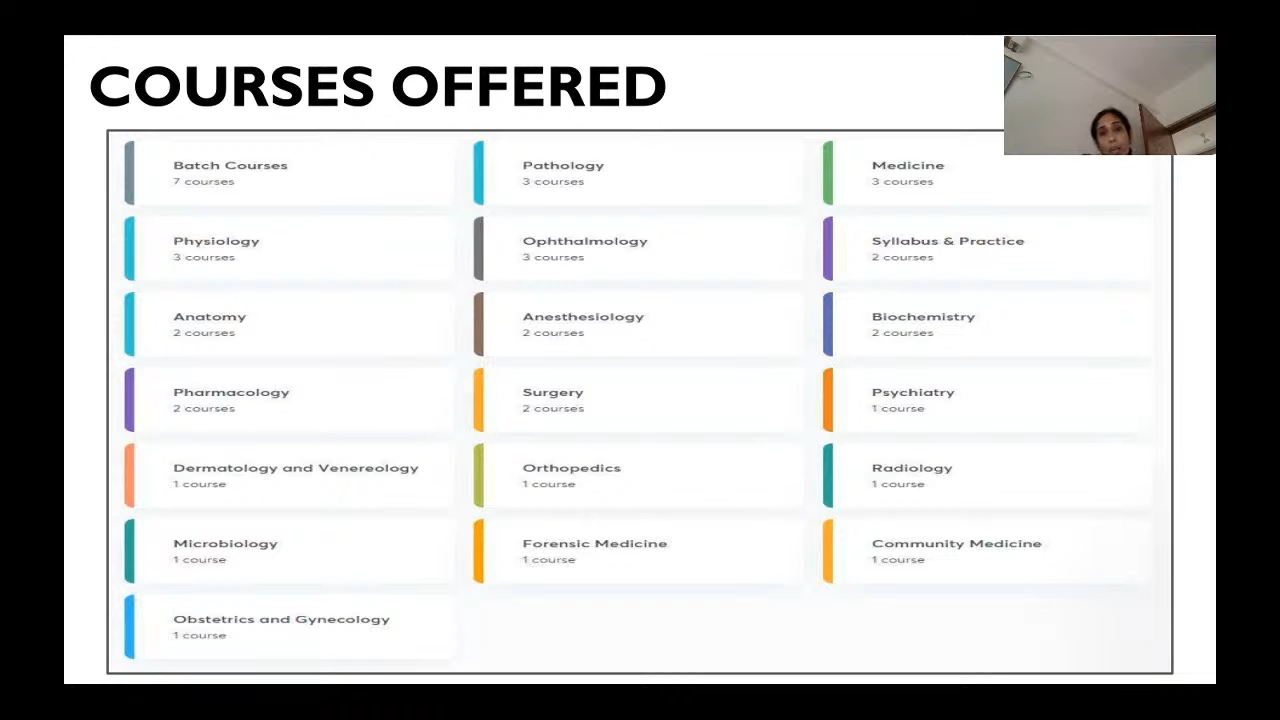 COURSES OFFERED
Batch Courses
7 courses
Pathology
3 courses
Medicine
3 courses
Physiology
3 courses
Ophthalmology
3 courses
Syllabus & Practice
2 courses
Anatomy
2 courses
Anesthesiology
2 courses
Biochemistry
2 courses
Pharmacology
2 courses
Surgery
2 courses
Psychiatry
1 course
Dermatology and Venereology
1 course
Orthopedics
1 course
Radiology
1 course
Microbiology
1 course
Forensic Medicine
1 course
Community Medicine
1 course
Obstetrics and Gynecology
1 course